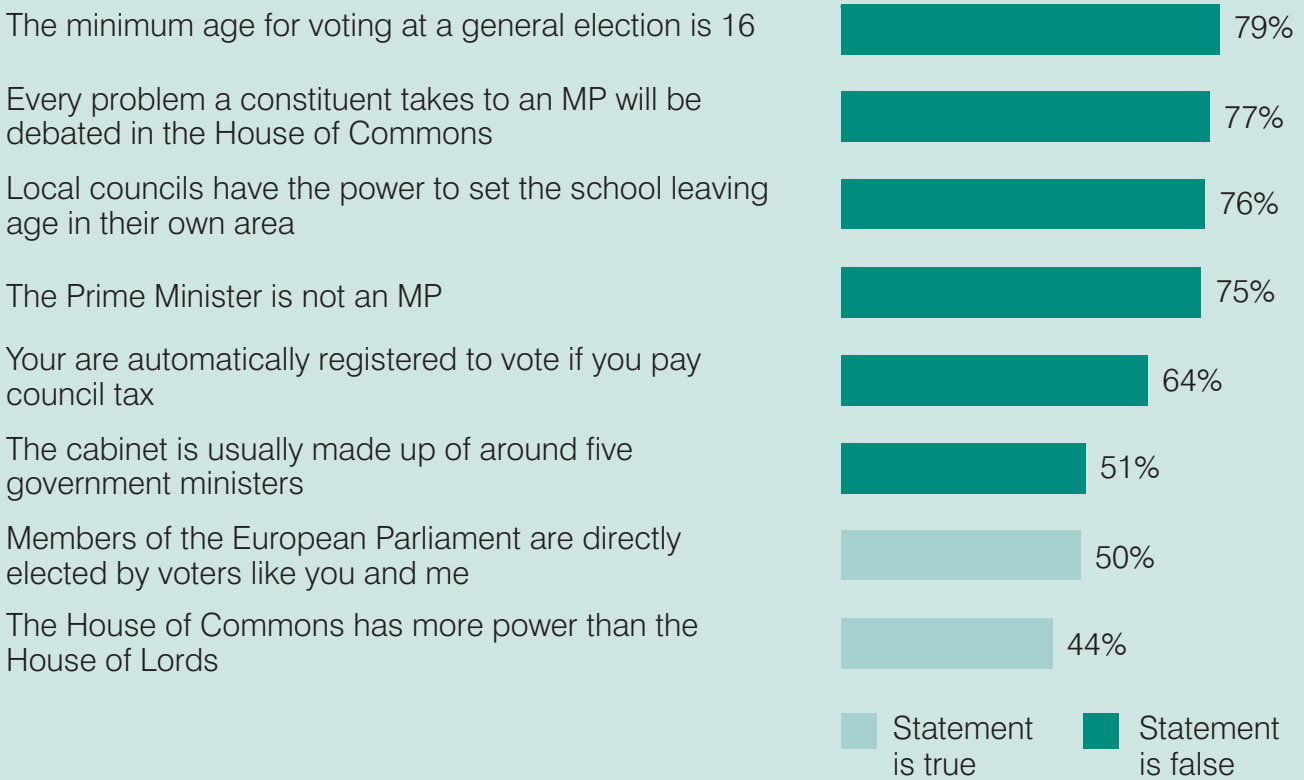 The minimum age for voting at a general election is 16
79%
Every problem a constituent takes to an MP will be
debated in the House of Commons
77%
Local councils have the power to set the school leaving
age in their own area
76%
The Prime Minister is not an MP
75%
Your are automatically registered to vote if you pay
council tax
64%
The cabinet is usually made up of around five
government ministers
51%
Members of the European Parliament are directly
elected by voters like you and me
50%
The House of Commons has more power than the
House of Lords
44%
Statement
is true
Statement
is false